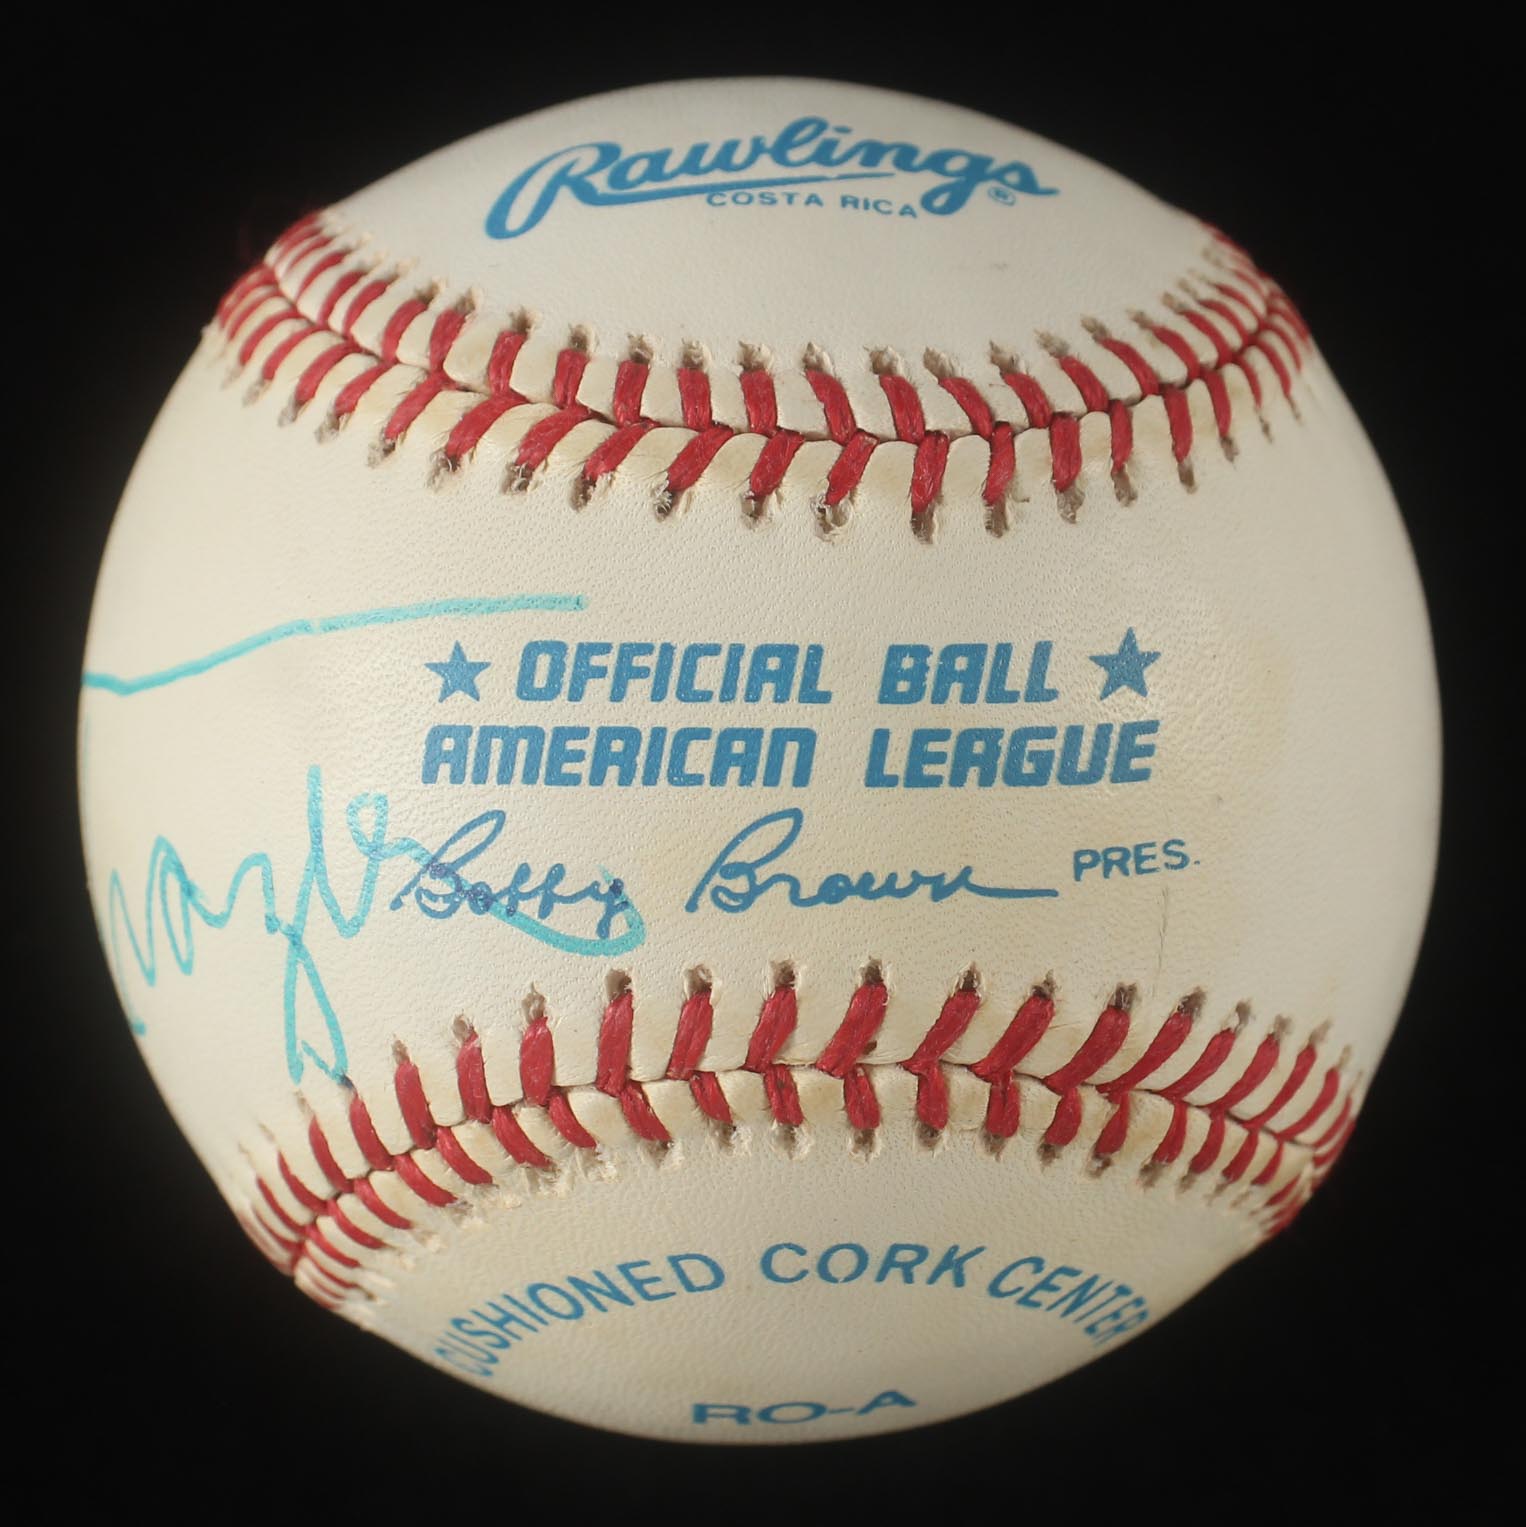 Rawlings ®
COSTA RICA
★ OFFICIAL BALL ★
AMERICAN LEAGUE
Bobby Brown PRES.
CUSHIONED CORK CENTER
RO-A